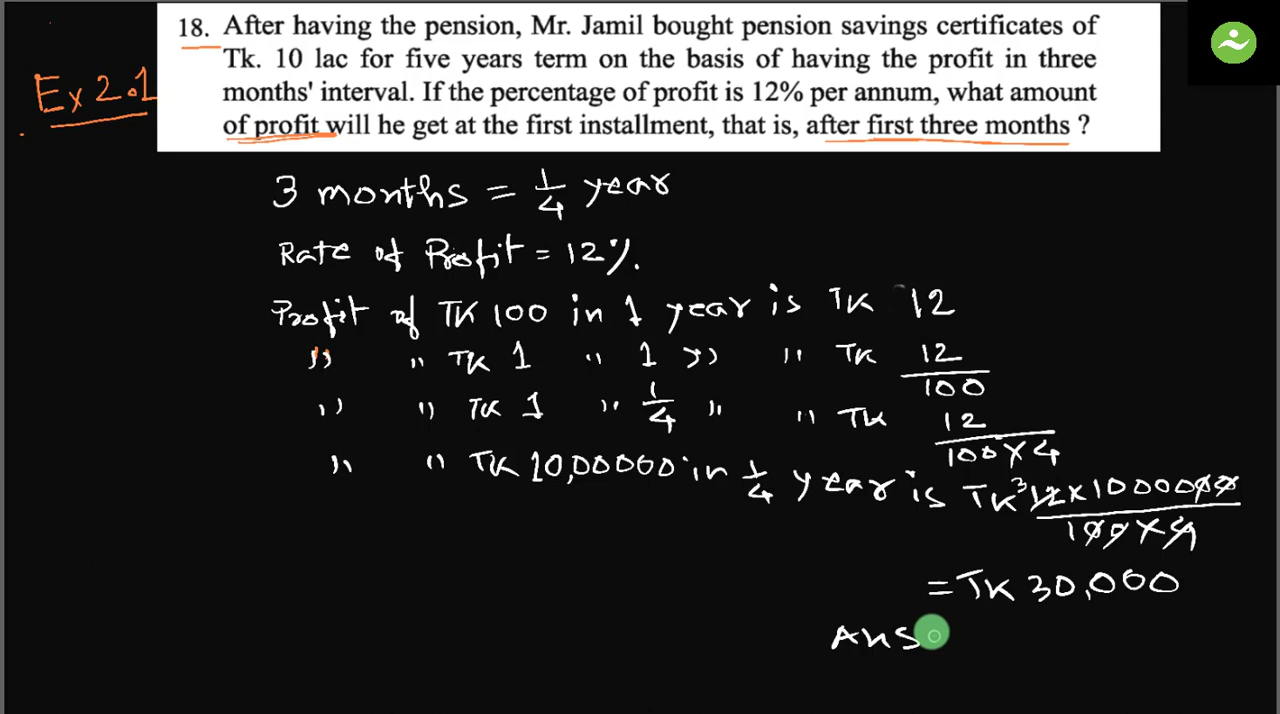 18. After having the pension, Mr. Jamil bought pension savings certificates of
Tk. 10 lac for five years term on the basis of having the profit in three
months' interval. If the percentage of profit is 12% per annum, what amount
of profit will he get at the first installment, that is, after first three months ?
Ex 2.1
3 months = 1/4 year
Rate of Profit = 12%.
Profit of TK 100 in 1 year is TK 12
" " TK 1 " 1 " " TK 12/100
" " TK 1 " 1/4 " " TK 12/100×4
" " TK 10,00000 in 1/4 year is TK 3 12×1000000/100×4
= TK 30,000
Ans